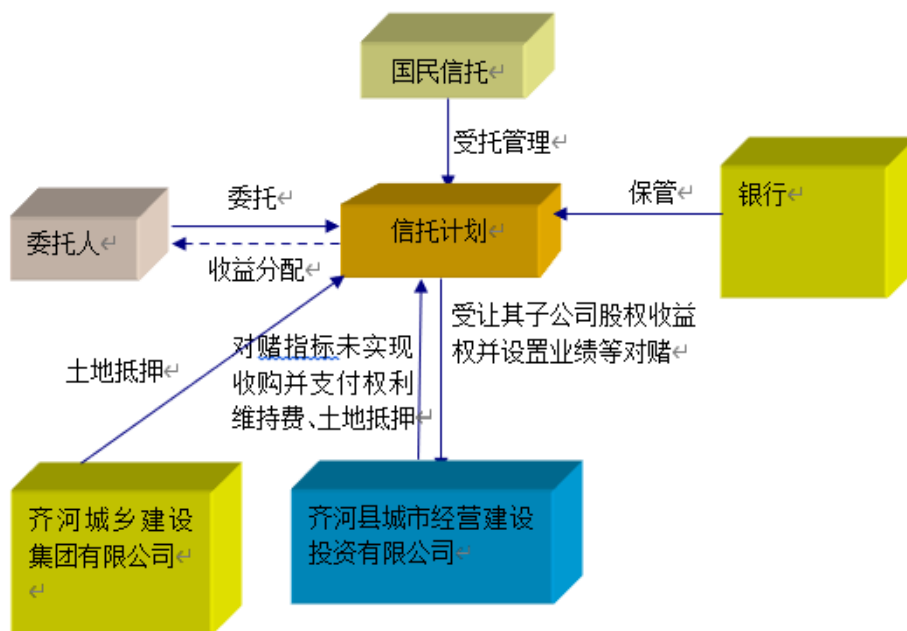 国民信托
受托管理
委托
保管
银行
委托人
信托计划
收益分配
受让其子公司股权收益
权并设置业绩等对赌
对赌指标未实现
收购并支付权利
维持费、土地抵押
土地抵押
齐河城乡建设
集团有限公司
齐河县城市经营建设
投资有限公司